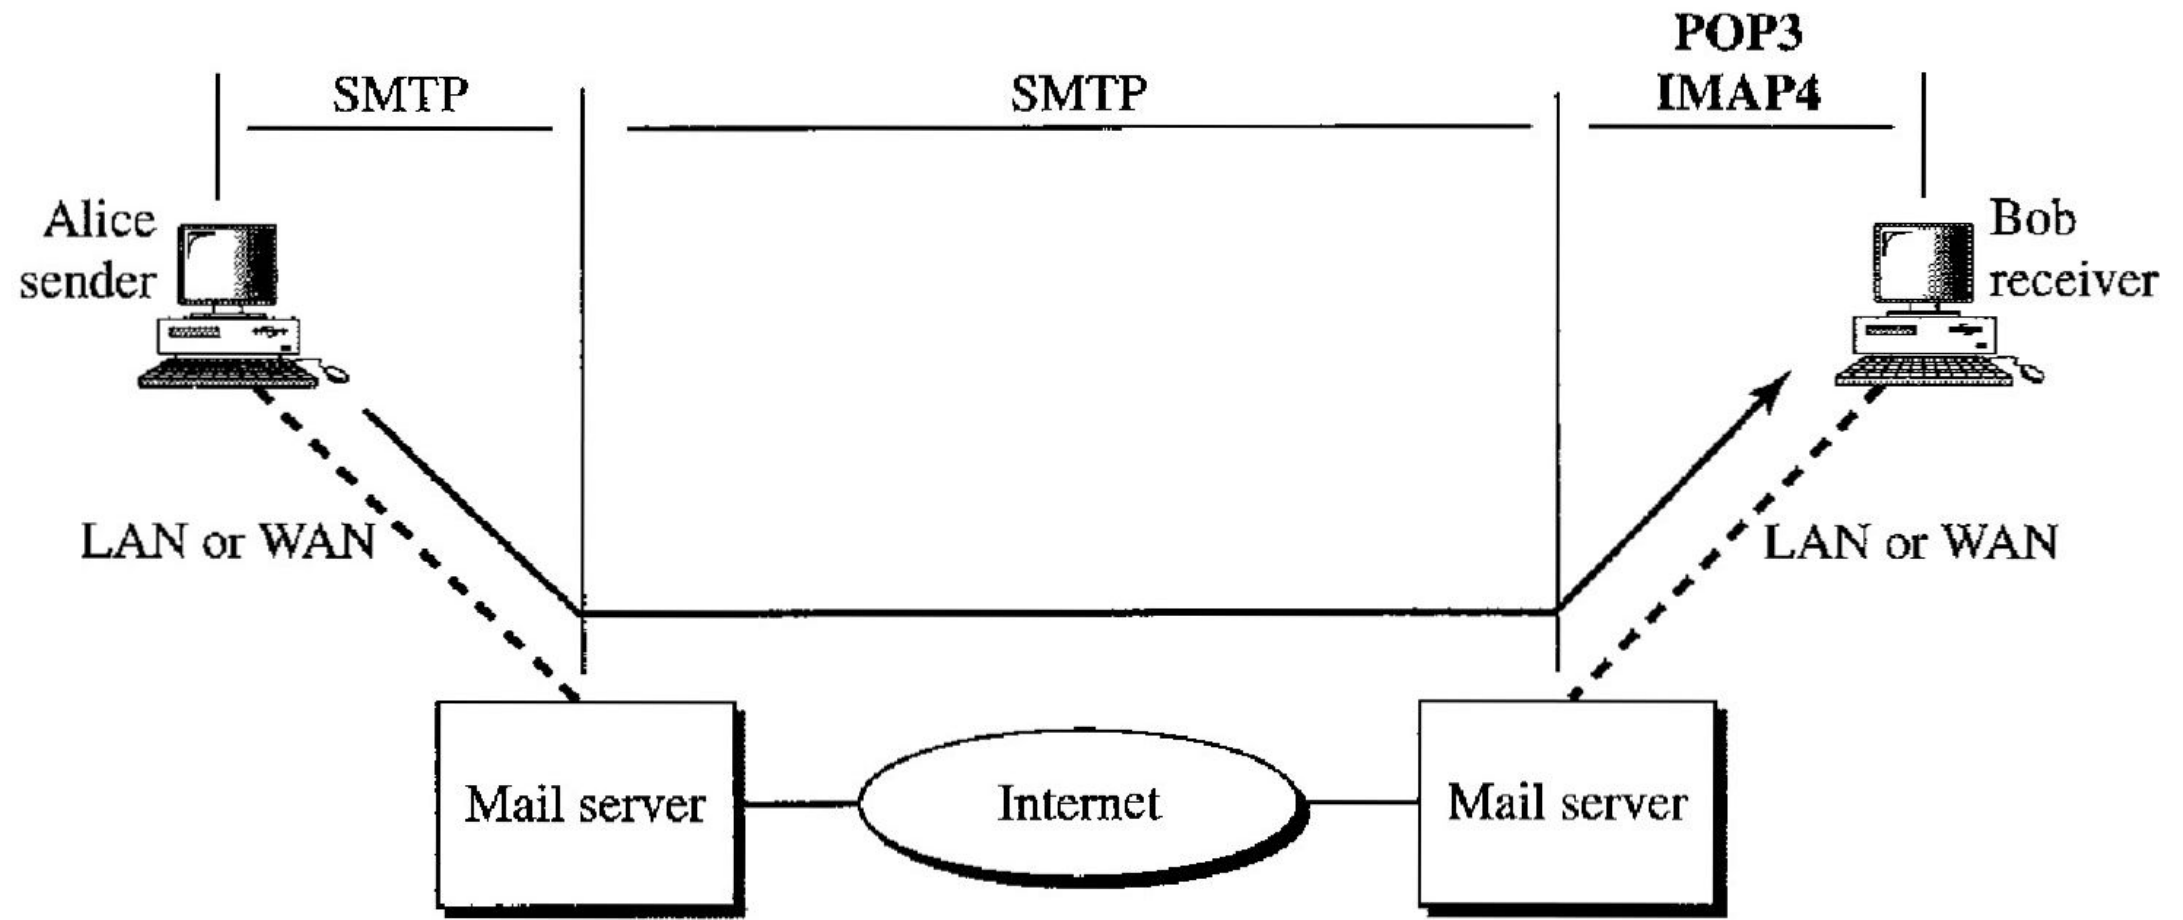 POP3
SMTP
SMTP
IMAP4
Alice
sender
Bob
receiver
LAN or WAN
LAN or WAN
Mail server
Internet
Mail server